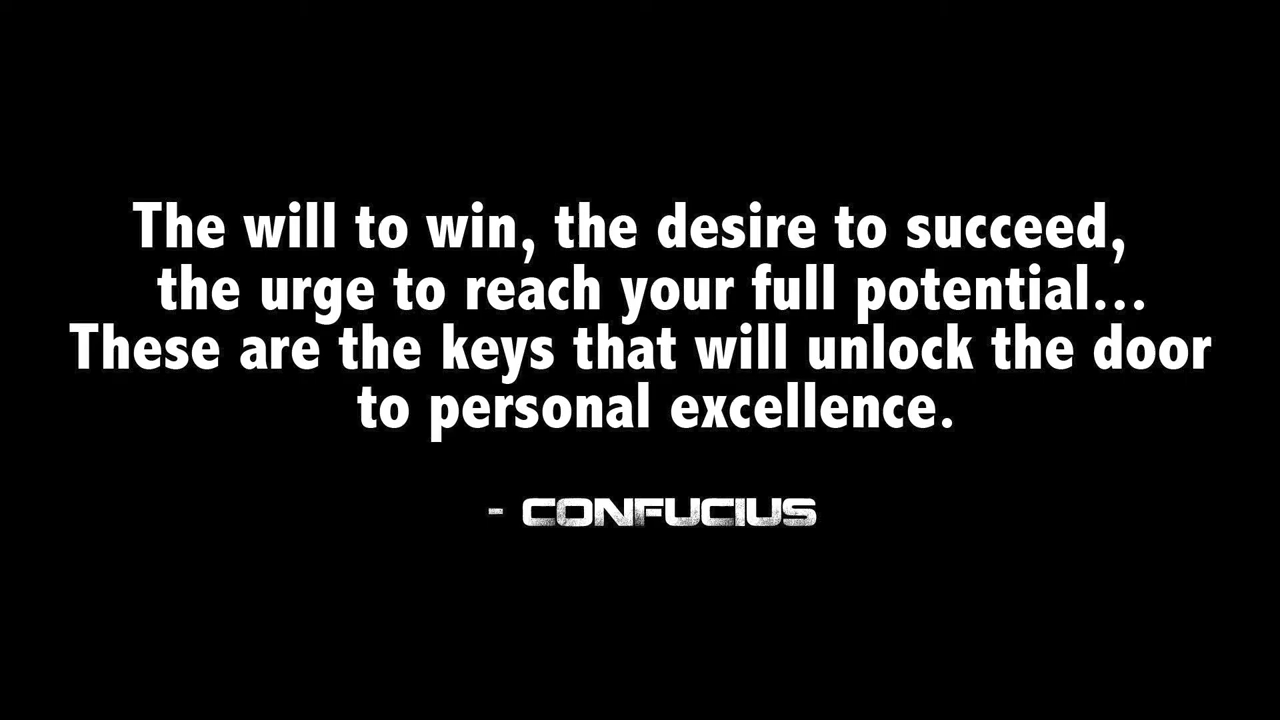 The will to win, the desire to succeed,
the urge to reach your full potential...
These are the keys that will unlock the door
to personal excellence.
- CONFUCIUS